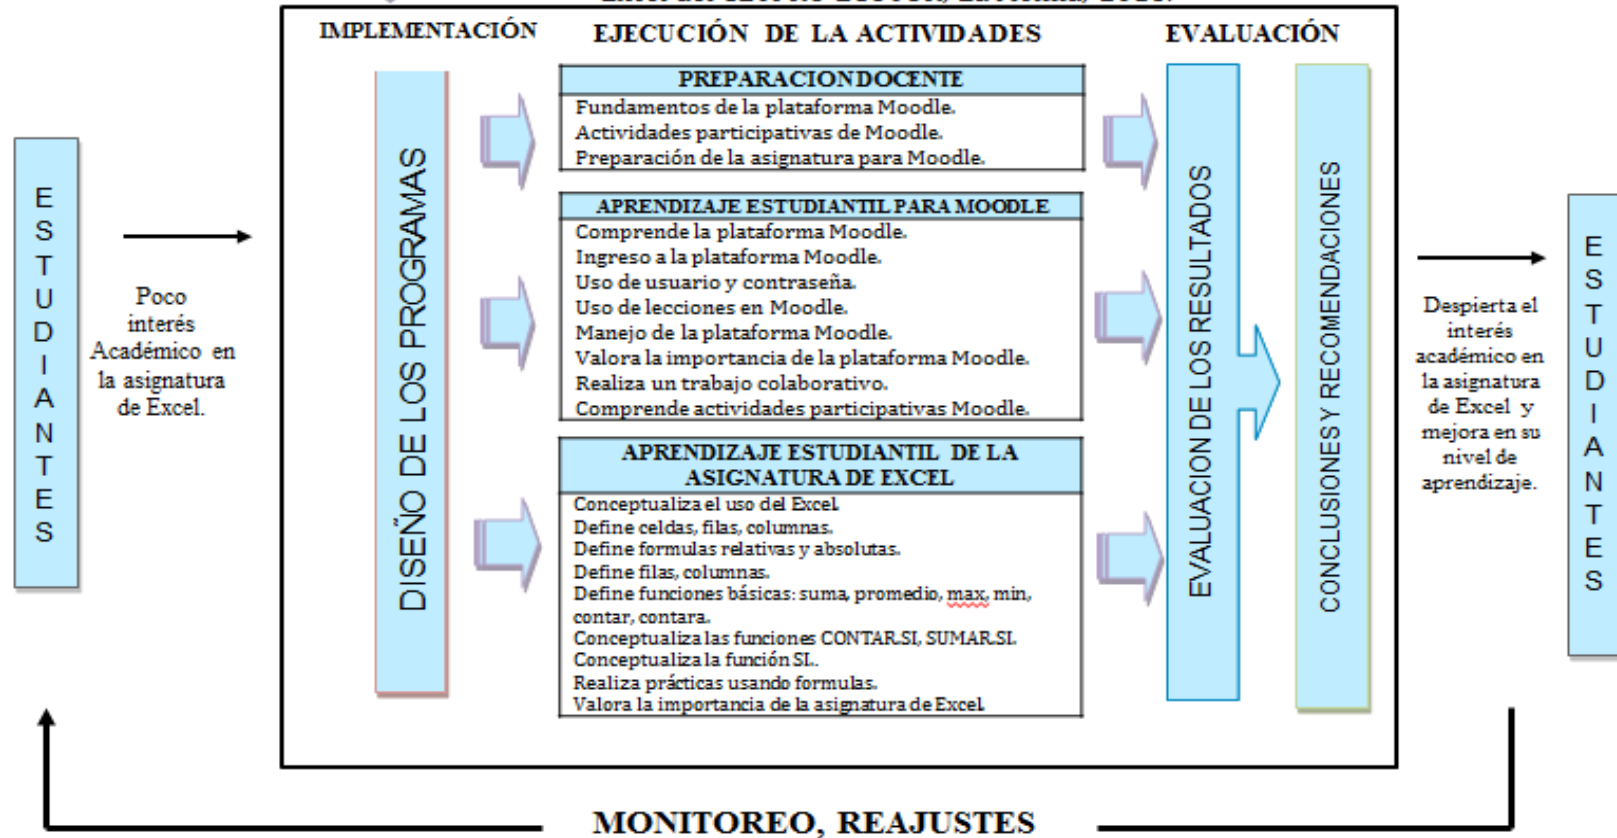 IMPLEMENTACIÓN
EJECUCIÓN DE LA ACTIVIDADES
EVALUACIÓN
ESTUDIANTES
Poco
interés
Académico en
la asignatura
de Excel.
DISEÑO DE LOS PROGRAMAS
PREPARACION DOCENTE
Fundamentos de la plataforma Moodle.
Actividades participativas de Moodle.
Preparación de la asignatura para Moodle.
APRENDIZAJE ESTUDIANTIL PARA MOODLE
Comprende la plataforma Moodle.
Ingreso a la plataforma Moodle.
Uso de usuario y contraseña.
Uso de lecciones en Moodle.
Manejo de la plataforma Moodle.
Valora la importancia de la plataforma Moodle.
Realiza un trabajo colaborativo.
Comprende actividades participativas Moodle.
APRENDIZAJE ESTUDIANTIL DE LA
ASIGNATURA DE EXCEL
Conceptualiza el uso del Excel.
Define celdas, filas, columnas.
Define formulas relativas y absolutas.
Define filas, columnas.
Define funciones básicas: suma, promedio, max, min,
contar, contara.
Conceptualiza las funciones CONTAR.SI, SUMAR.SI.
Conceptualiza la función SI..
Realiza prácticas usando formulas.
Valora la importancia de la asignatura de Excel.
EVALUACION DE LOS RESULTADOS
CONCLUSIONES Y RECOMENDACIONES
Despierta el
interés
académico en
la asignatura
de Excel y
mejora en su
nivel de
aprendizaje.
ESTUDIANTES
MONITOREO, REAJUSTES